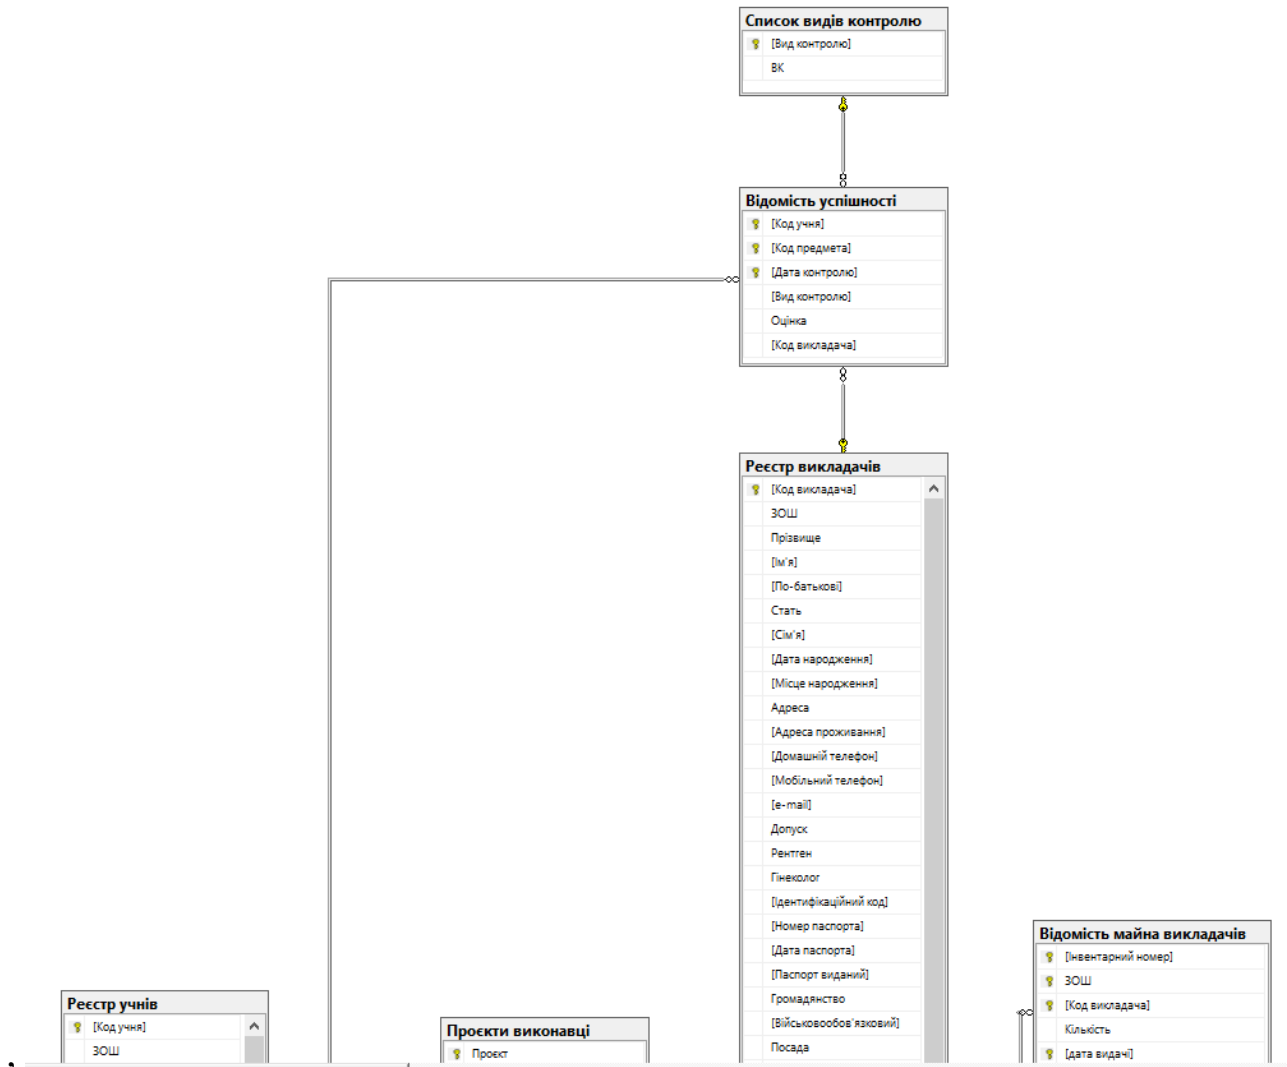 Список видів контролю
[Вид контролю]
ВК
Відомість успішності
[Код учня]
[Код предмета]
[Дата контролю]
[Вид контролю]
Оцінка
[Код викладача]
Реєстр викладачів
[Код викладача]
ЗОШ
Прізвище
[Ім'я]
[По-батькові]
Стать
[Сім'я]
[Дата народження]
[Місце народження]
Адреса
[Адреса проживання]
[Домашній телефон]
[Мобільний телефон]
[e-mail]
Допуск
Рентген
Гінеколог
[Ідентифікаційний код]
[Номер паспорта]
[Дата паспорта]
[Паспорт виданий]
Громадянство
[Військовообов'язковий]
Посада
Відомість майна викладачів
[Інвентарний номер]
ЗОШ
[Код викладача]
Кількість
[дата видачі]
Реєстр учнів
[Код учня]
ЗОШ
Проєкти виконавці
Проєкт
,